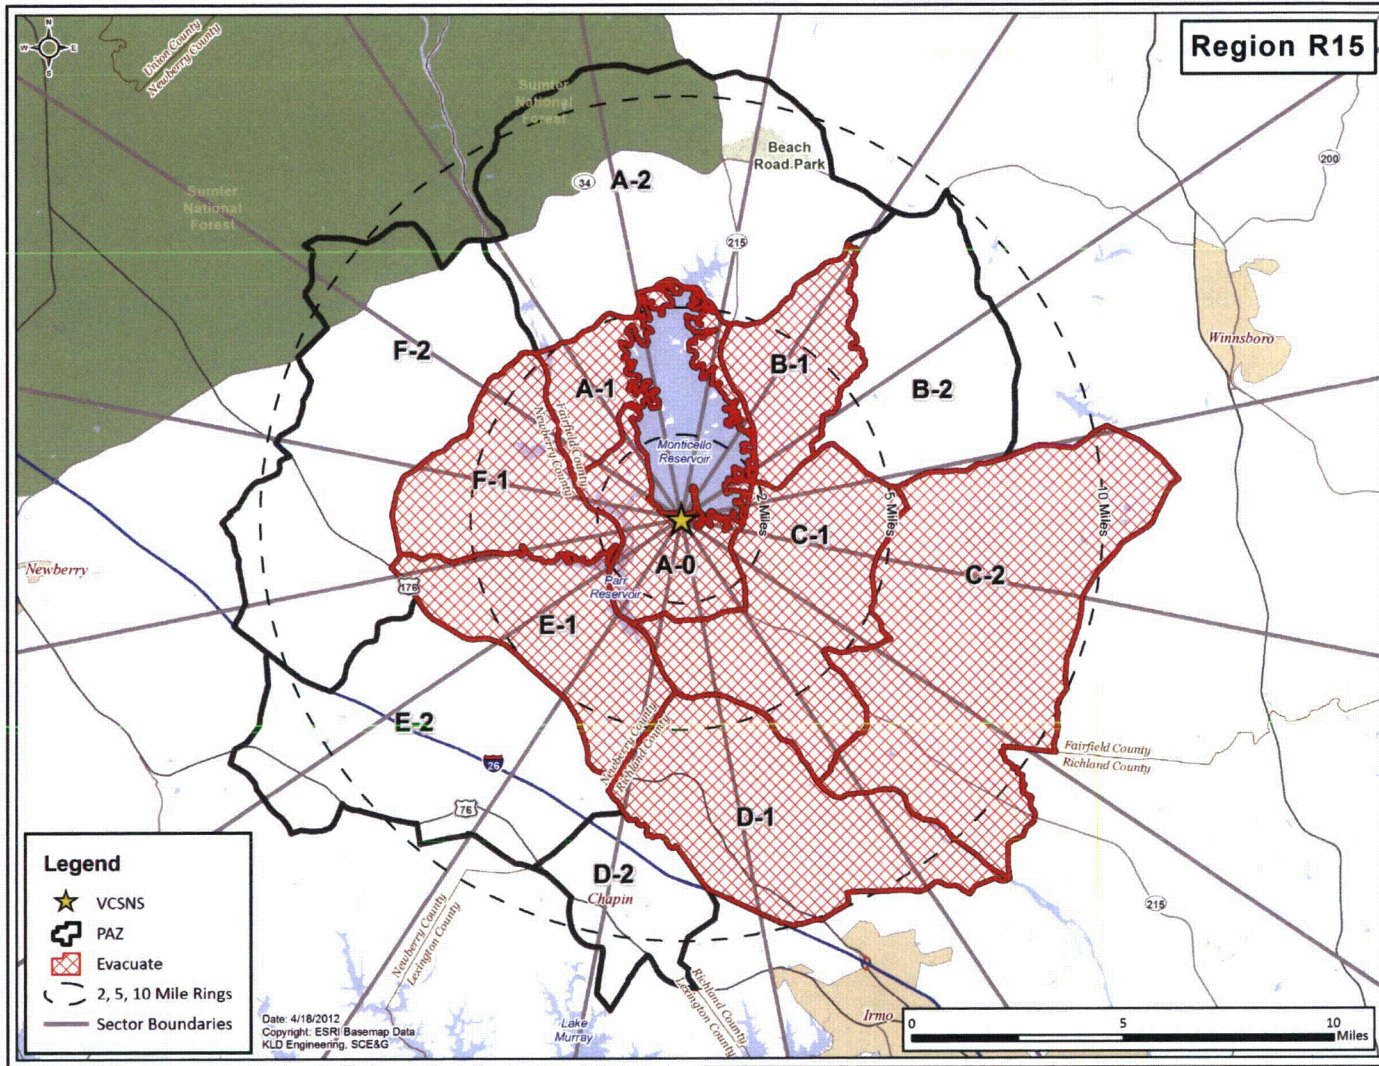 Region R15
N
W
E
S
Union County
Newberry County
Sumter
National
Forest
Sumter
National
Forest
Beach
Road Park
34
A-2
200
215
Winnsboro
F-2
A-1
B-1
B-2
Fairfield County
Newberry County
Monticello
Reservoir
F-1
2 Miles
5 Miles
10 Miles
C-1
A-0
C-2
Newberry
176
Parr
Reservoir
E-1
E-2
Newberry County
Richland County
26
Fairfield County
Richland County
76
D-1
D-2
Chapin
215
Newberry County
Lexington County
Richland County
Lexington County
Irmo
Lake
Murray
Legend
VCSNS
PAZ
Evacuate
2, 5, 10 Mile Rings
Sector Boundaries
Date: 4/18/2012
Copyright: ESRI Basemap Data
KLD Engineering, SCE&G
0
5
10
Miles